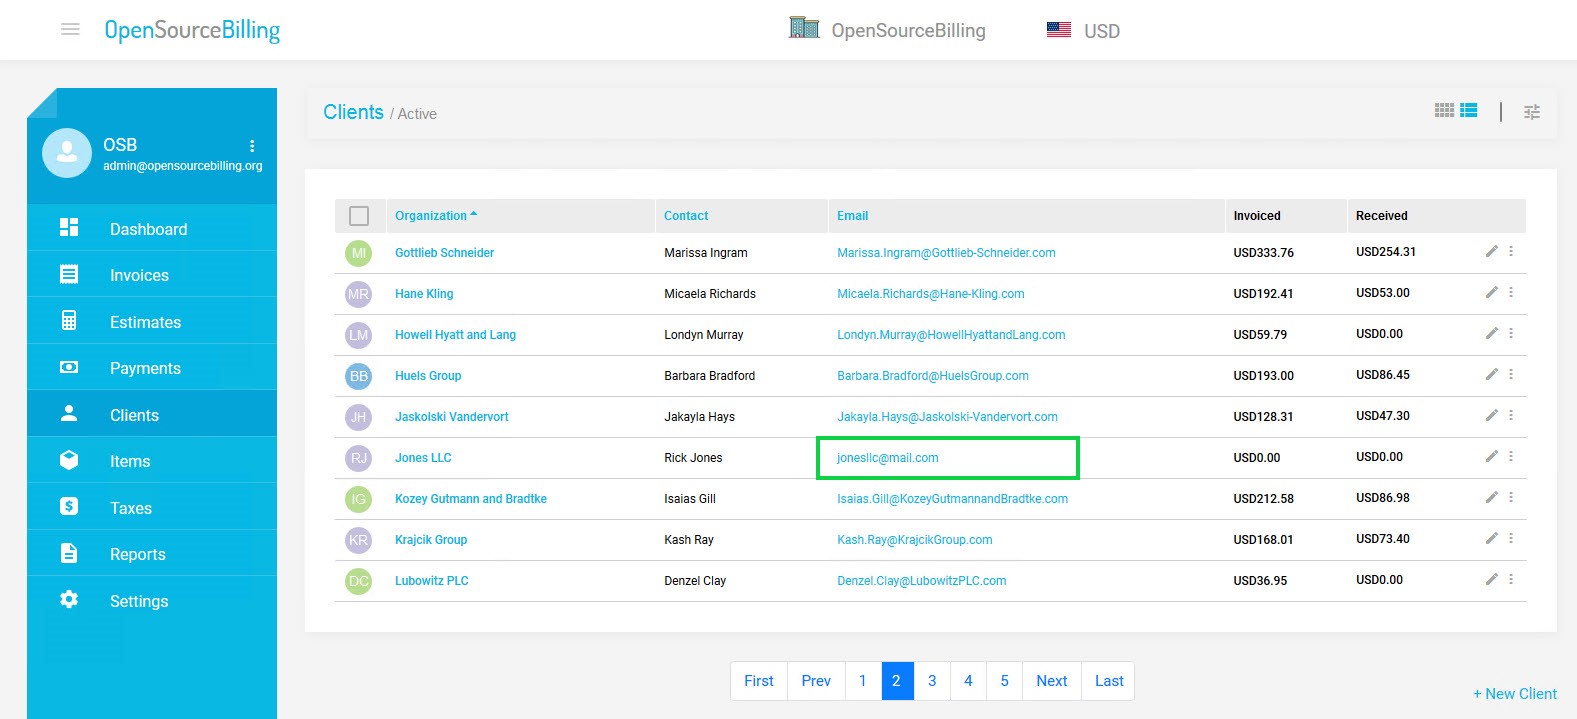 OpenSourceBilling
OpenSourceBilling
USD
OSB
admin@opensourcebilling.org
Dashboard
Invoices
Estimates
Payments
Clients
Items
Taxes
Reports
Settings
Clients / Active
Organization Contact Email Invoiced Received
MI Gottlieb Schneider Marissa Ingram Marissa.Ingram@Gottlieb-Schneider.com USD333.76 USD254.31
MR Hane Kling Micaela Richards Micaela.Richards@Hane-Kling.com USD192.41 USD53.00
LM Howell Hyatt and Lang Londyn Murray Londyn.Murray@HowellHyattandLang.com USD59.79 USD0.00
BB Huels Group Barbara Bradford Barbara.Bradford@HuelsGroup.com USD193.00 USD86.45
JH Jaskolski Vandervort Jakayla Hays Jakayla.Hays@Jaskolski-Vandervort.com USD128.31 USD47.30
RJ Jones LLC Rick Jones jonesllc@mail.com USD0.00 USD0.00
IG Kozey Gutmann and Bradtke Isaias Gill Isaias.Gill@KozeyGutmannandBradtke.com USD212.58 USD86.98
KR Krajcik Group Kash Ray Kash.Ray@KrajcikGroup.com USD168.01 USD73.40
DC Lubowitz PLC Denzel Clay Denzel.Clay@LubowitzPLC.com USD36.95 USD0.00
First Prev 1 2 3 4 5 Next Last
+ New Client